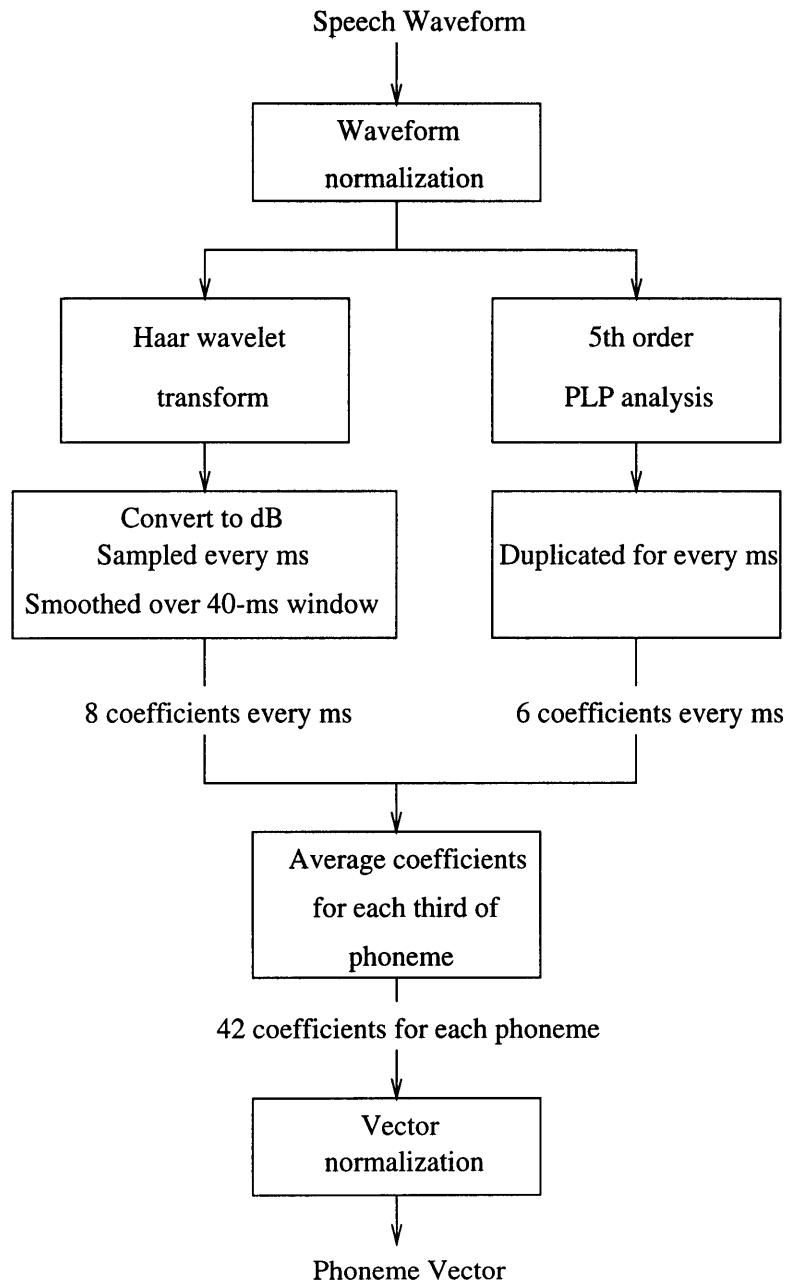 Speech Waveform
Waveform
normalization
Haar wavelet
transform
5th order
PLP analysis
Convert to dB
Sampled every ms
Smoothed over 40-ms window
Duplicated for every ms
8 coefficients every ms
6 coefficients every ms
Average coefficients
for each third of
phoneme
42 coefficients for each phoneme
Vector
normalization
Phoneme Vector